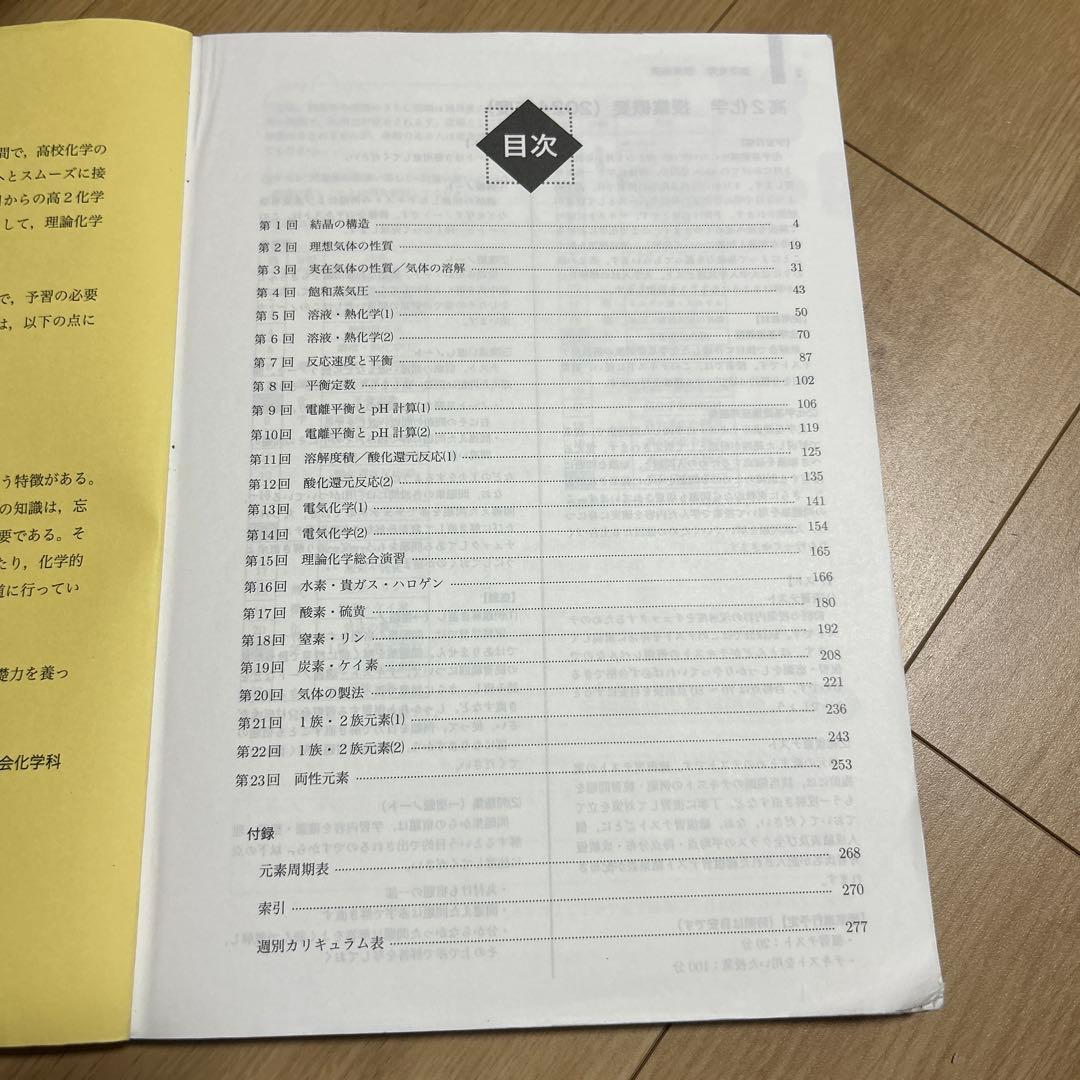 間で，高校化学の
へとスムーズに接
からの高２化学
して，理論化学
で，予習の必要
は，以下の点に
う特徴がある。
の知識は，忘
要である。そ
たり，化学的
道に行ってい
礎力を養っ
会化学科
目次
第１回 結晶の構造 4
第２回 理想気体の性質 19
第３回 実在気体の性質／気体の溶解 31
第４回 飽和蒸気圧 43
第５回 溶液・熱化学(1) 50
第６回 溶液・熱化学(2) 70
第７回 反応速度と平衡 87
第８回 平衡定数 102
第９回 電離平衡とpH計算(1) 106
第10回 電離平衡とpH計算(2) 119
第11回 溶解度積／酸化還元反応(1) 125
第12回 酸化還元反応(2) 135
第13回 電気化学(1) 141
第14回 電気化学(2) 154
第15回 理論化学総合演習 165
第16回 水素・貴ガス・ハロゲン 166
第17回 酸素・硫黄 180
第18回 窒素・リン 192
第19回 炭素・ケイ素 208
第20回 気体の製法 221
第21回 １族・２族元素(1) 236
第22回 １族・２族元素(2) 243
第23回 両性元素 253
付録
元素周期表 268
索引 270
週別カリキュラム表 277